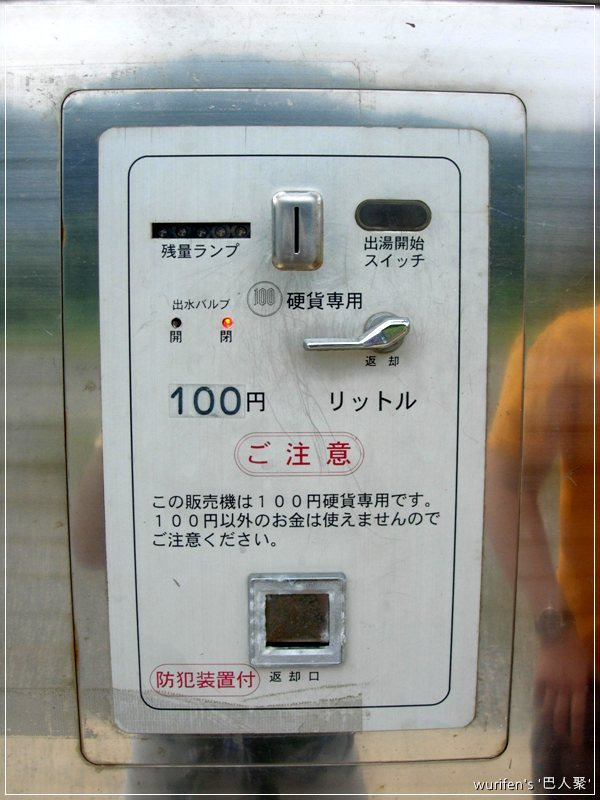 残量ランプ
出湯開始
スイッチ
100 硬貨専用
出水バルブ
開 閉
返却
100円 リットル
ご注意
この販売機は１００円硬貨専用です。
１００円以外のお金は使えませんので
ご注意ください。
防犯装置付
返却口
wurifen's '巴人聚'